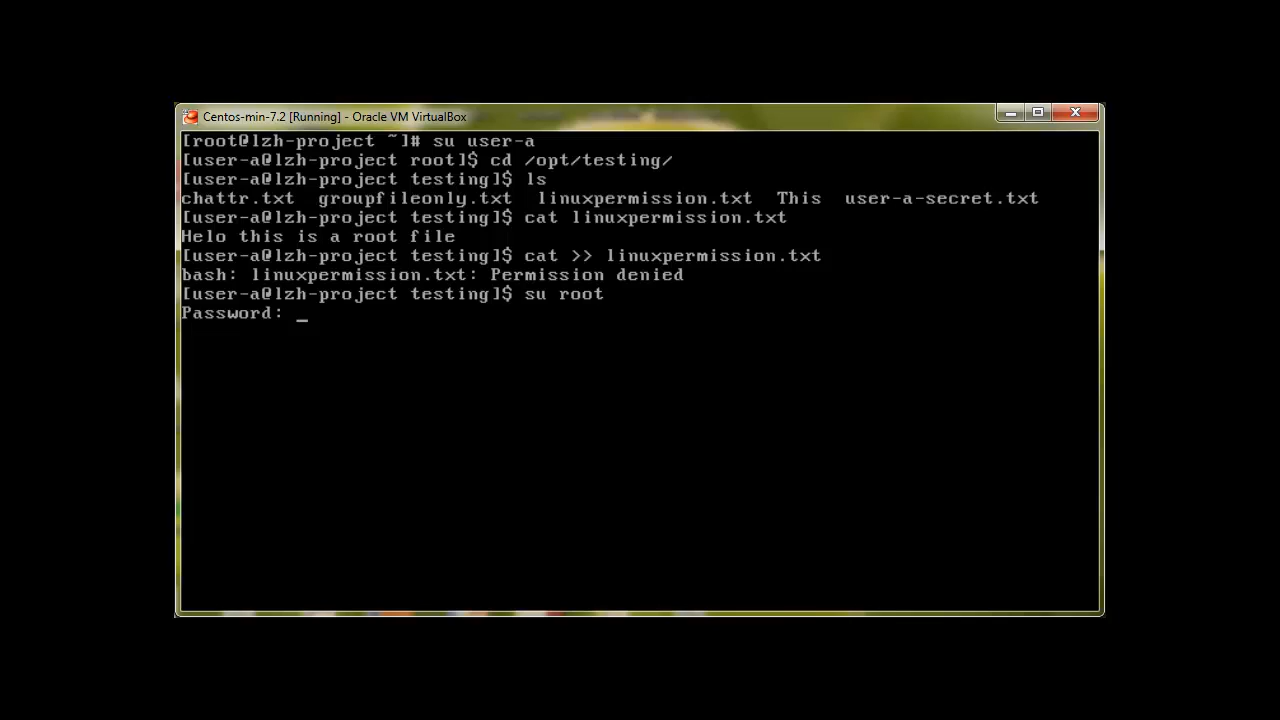 Centos-min-7.2 [Running] - Oracle VM VirtualBox
[root@lzh-project ~]# su user-a
[user-a@lzh-project root]$ cd /opt/testing/
[user-a@lzh-project testing]$ ls
chattr.txt  groupfileonly.txt  linuxpermission.txt  This  user-a-secret.txt
[user-a@lzh-project testing]$ cat linuxpermission.txt
Helo this is a root file
[user-a@lzh-project testing]$ cat >> linuxpermission.txt
bash: linuxpermission.txt: Permission denied
[user-a@lzh-project testing]$ su root
Password: _